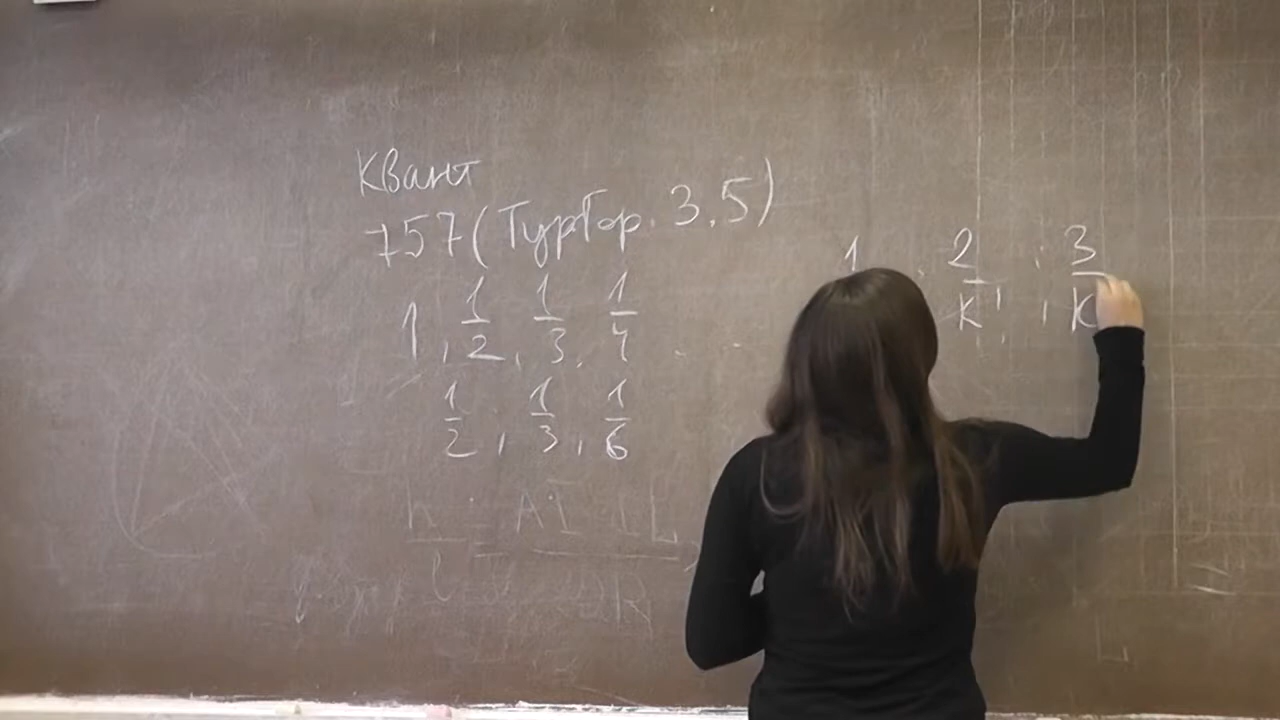 Квант
757 (ТурГор. 3.5)
1, 1/2, 1/3, 1/4 ...
1/2, 1/3, 1/6
1 , 2/K! , 3/K